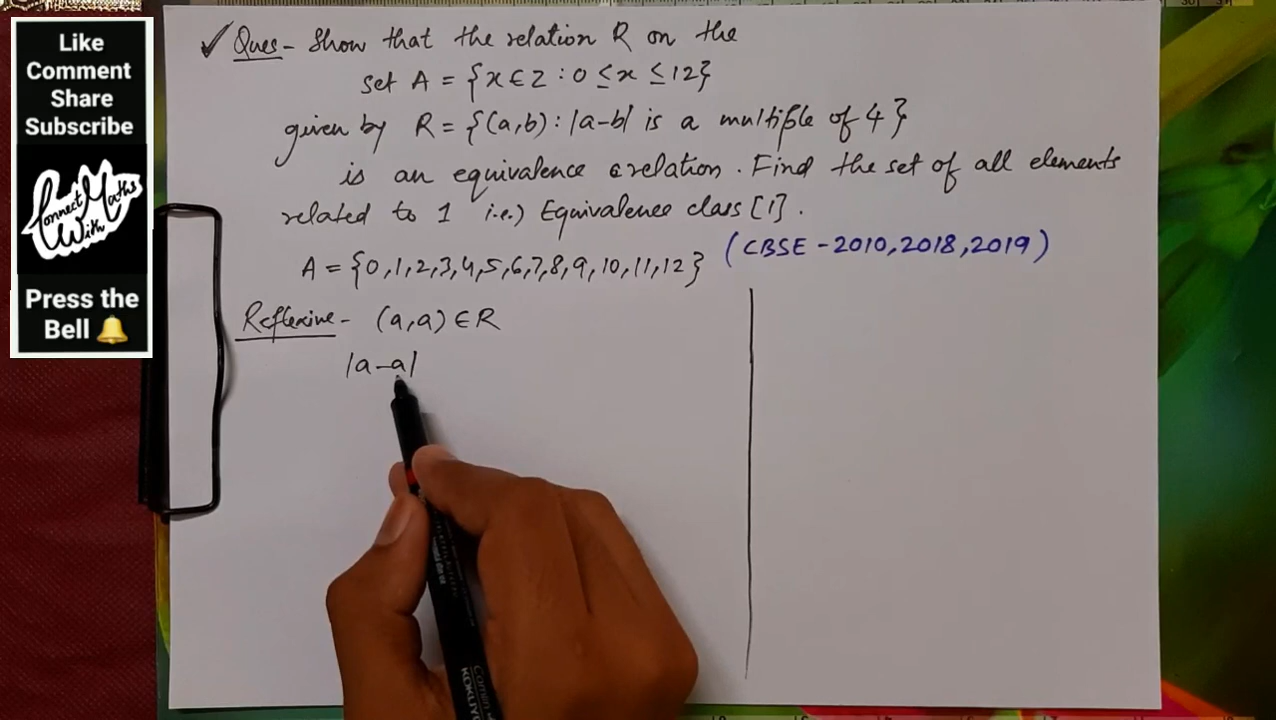 Like
Comment
Share
Subscribe
Connect
With Maths
Press the
Bell 🔔
✓ Ques - Show that the relation R on the
set A = {x ∈ Z : 0 ≤ x ≤ 12}
given by R = {(a,b) : |a-b| is a multiple of 4}
is an equivalence relation. Find the set of all elements
related to 1 i.e.) Equivalence class [1].
(CBSE - 2010, 2018, 2019)
A = {0,1,2,3,4,5,6,7,8,9,10,11,12}
Reflexive - (a,a) ∈ R
|a-a|
KOKUYO